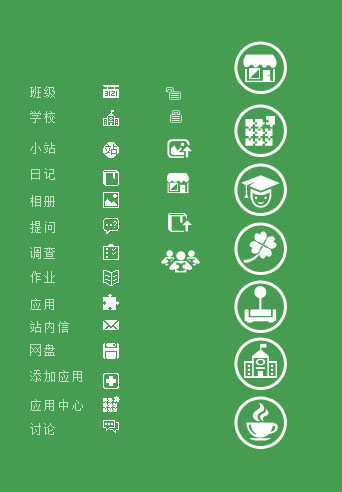 班级
学校
小站
站
日记
相册
提问
调查
作业
应用
站内信
网盘
添加应用
应用中心
讨论